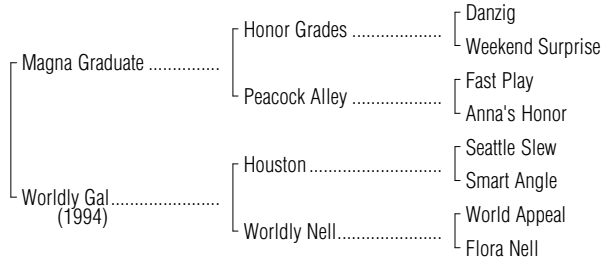 Danzig
Honor Grades ...................
Weekend Surprise
Magna Graduate ...............
Fast Play
Peacock Alley ...................
Anna's Honor
Seattle Slew
Houston............................
Smart Angle
Worldly Gal.......................
(1994)
World Appeal
Worldly Nell......................
Flora Nell